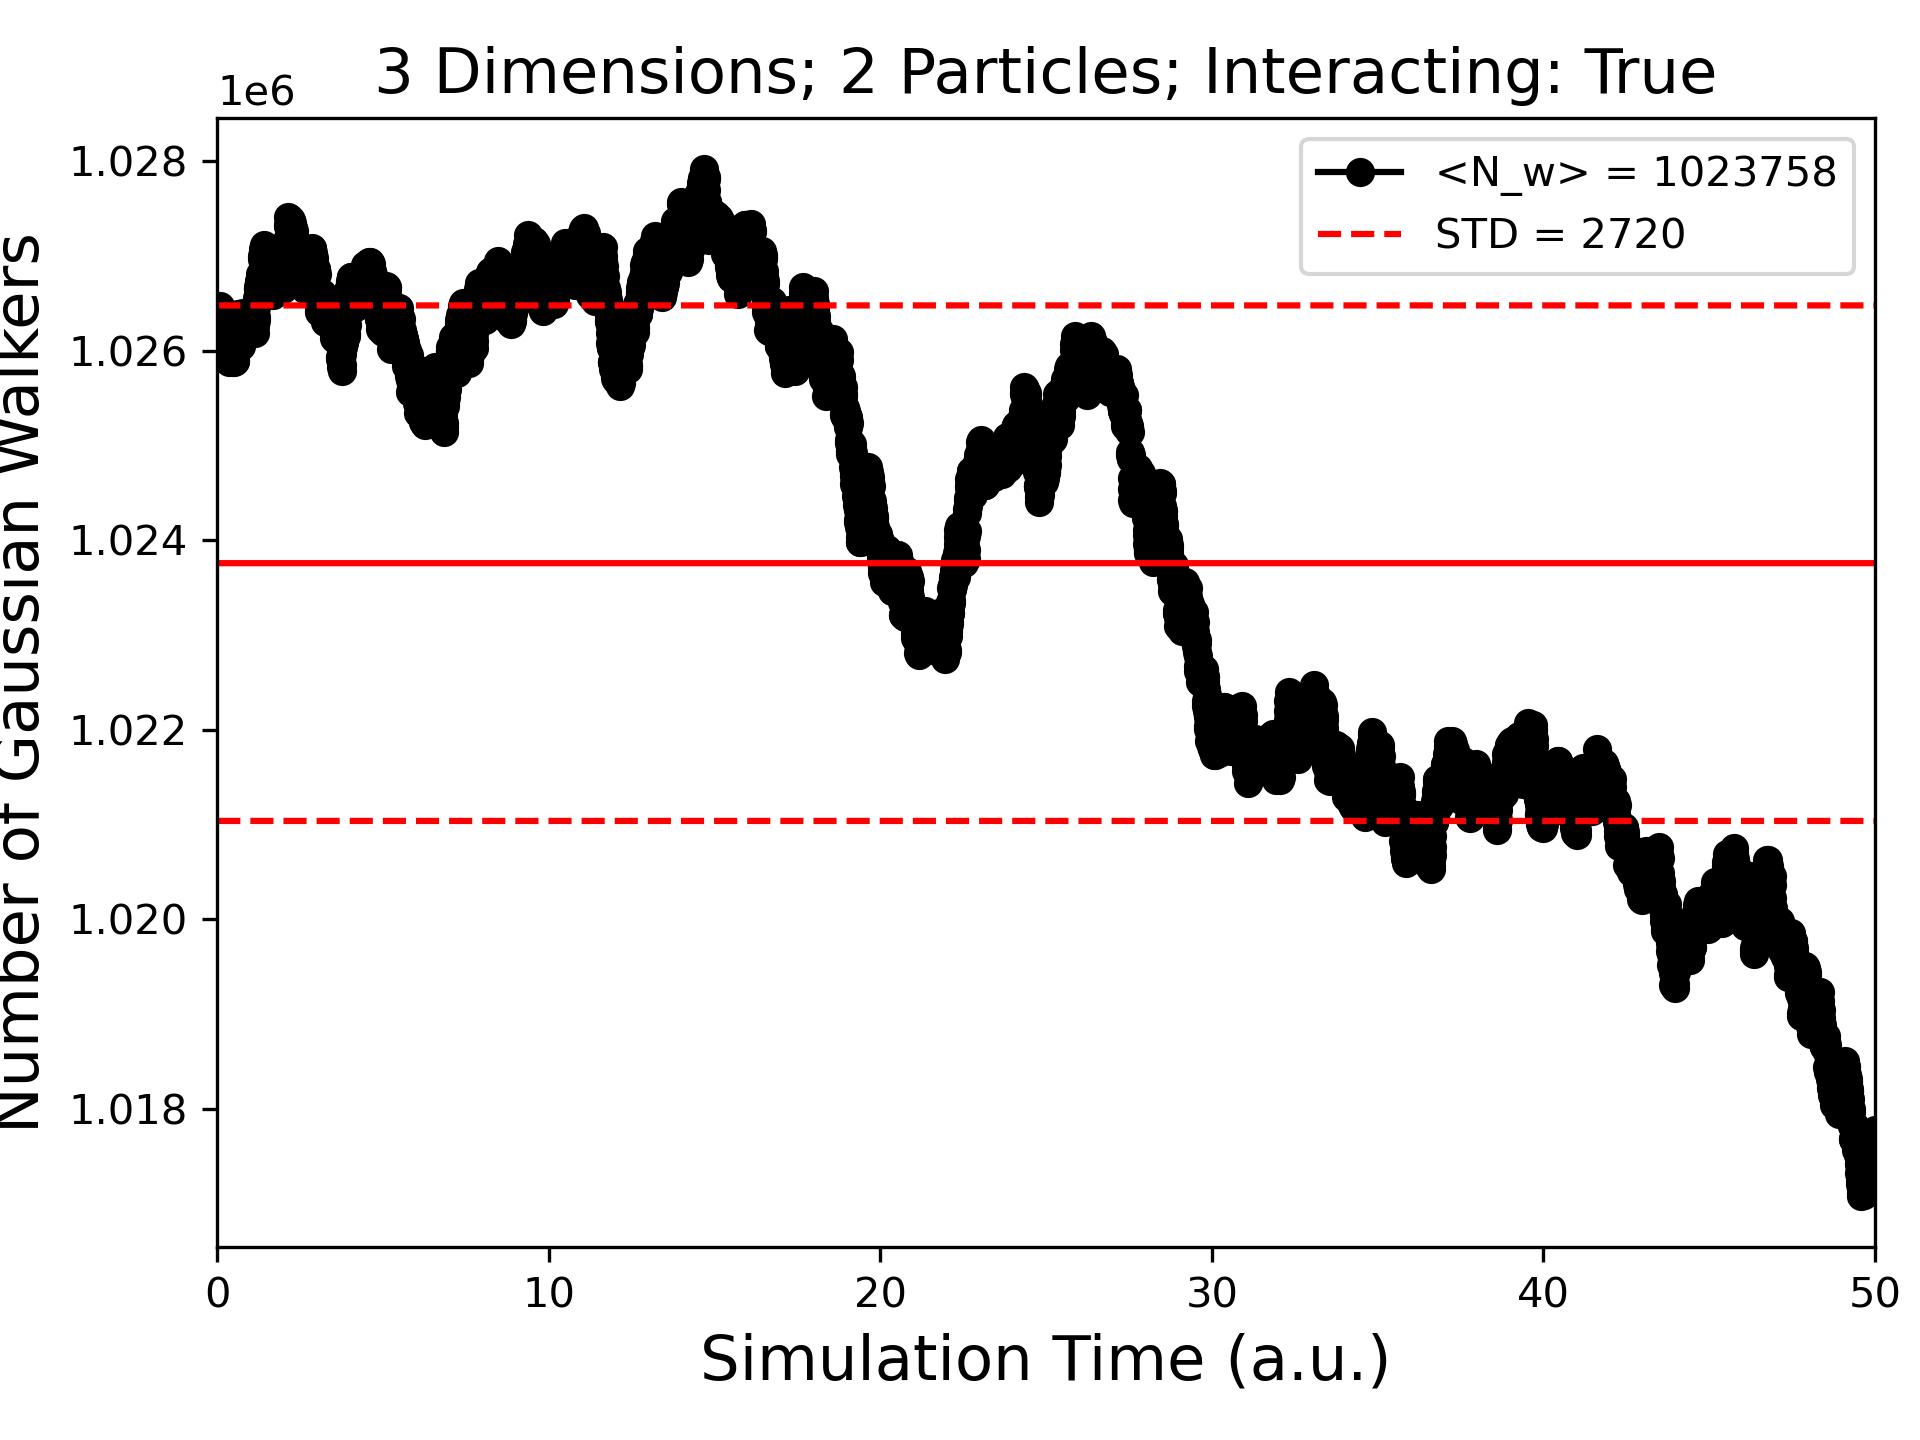 3 Dimensions; 2 Particles; Interacting: True
1e6
<N_w> = 1023758
STD = 2720
Number of Gaussian Walkers
1.028
1.026
1.024
1.022
1.020
1.018
0
10
20
30
40
50
Simulation Time (a.u.)